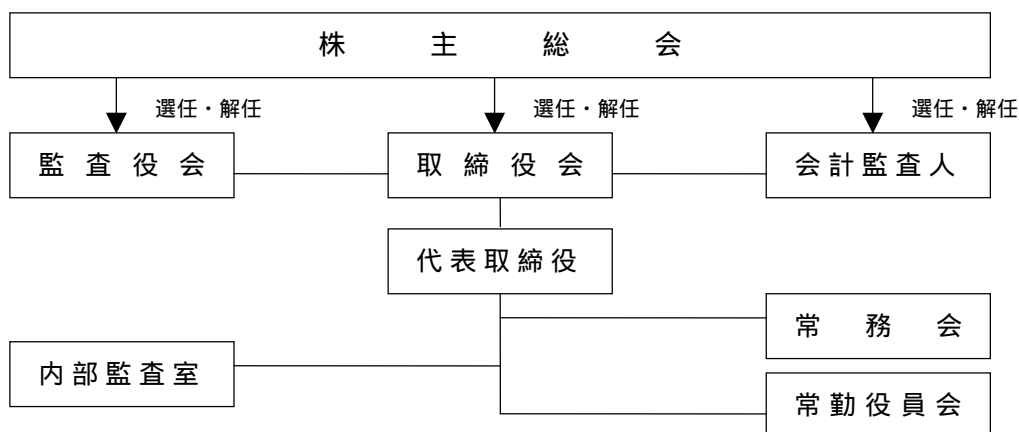 株主総会
選任・解任
選任・解任
選任・解任
監査役会
取締役会
会計監査人
代表取締役
常務会
内部監査室
常勤役員会